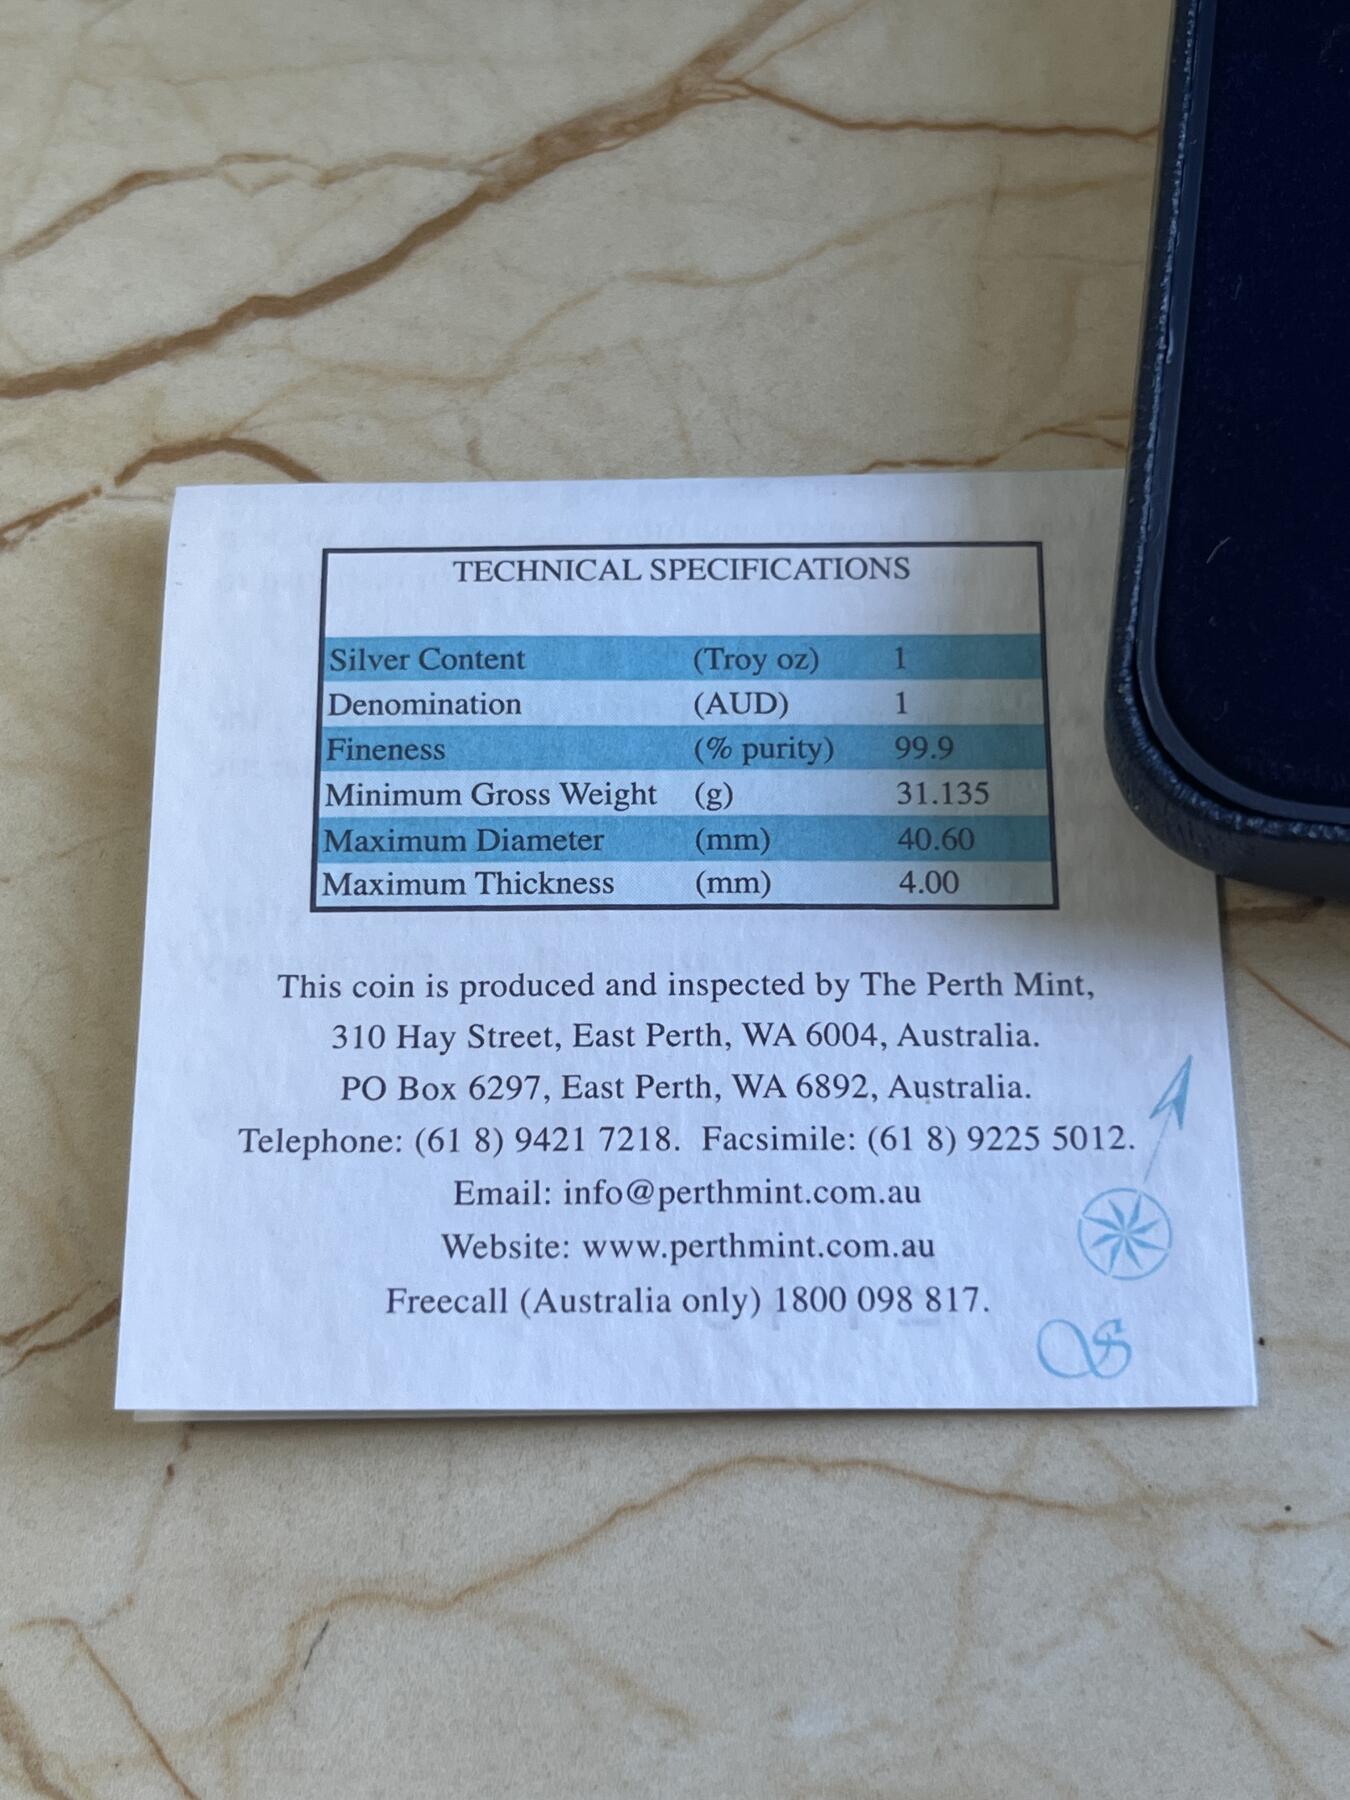 TECHNICAL SPECIFICATIONS
Silver Content (Troy oz) 1
Denomination (AUD) 1
Fineness (% purity) 99.9
Minimum Gross Weight (g) 31.135
Maximum Diameter (mm) 40.60
Maximum Thickness (mm) 4.00
This coin is produced and inspected by The Perth Mint,
310 Hay Street, East Perth, WA 6004, Australia.
PO Box 6297, East Perth, WA 6892, Australia.
Telephone: (61 8) 9421 7218. Facsimile: (61 8) 9225 5012.
Email: info@perthmint.com.au
Website: www.perthmint.com.au
Freecall (Australia only) 1800 098 817.
S